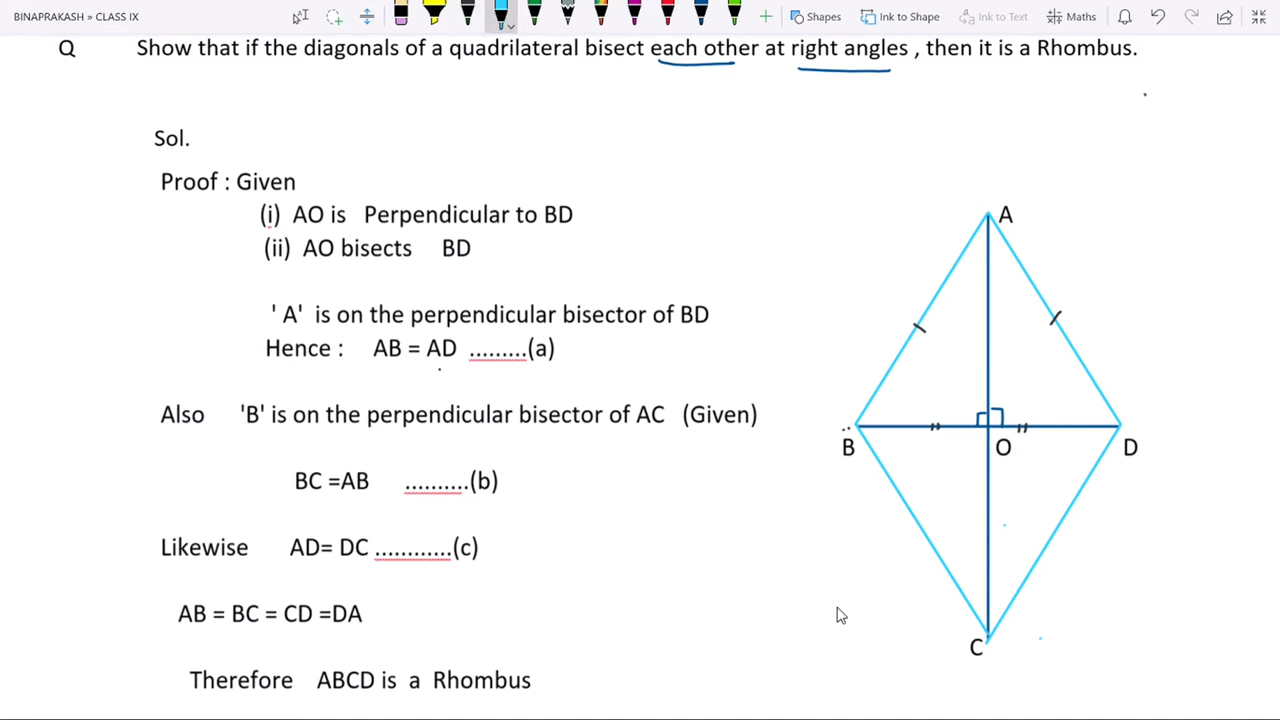 BINAPRAKASH » CLASS IX
Shapes Ink to Shape Ink to Text Maths
Q Show that if the diagonals of a quadrilateral bisect each other at right angles , then it is a Rhombus.
Sol.
Proof : Given
(i) AO is Perpendicular to BD
(ii) AO bisects BD
' A' is on the perpendicular bisector of BD
Hence : AB = AD .........(a)
Also 'B' is on the perpendicular bisector of AC (Given)
BC =AB ..........(b)
Likewise AD= DC ............(c)
AB = BC = CD =DA
Therefore ABCD is a Rhombus
A
B
O
D
C